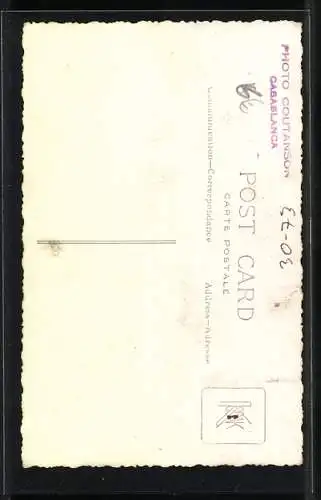 PHOTO COUTANSON
CASABLANCA
- POST CARD
CARTE POSTALE
Communication—Correspondance
Address—Adresse